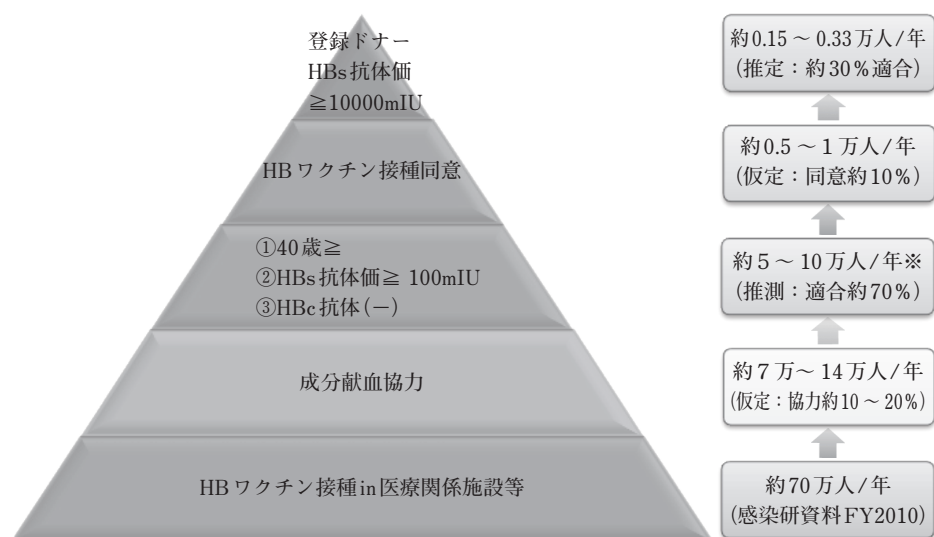 登録ドナー
HBs抗体価
≧10000mIU
約0.15～0.33万人/年
(推定：約30％適合)
HBワクチン接種同意
約0.5～1万人/年
(仮定：同意約10％)
①40歳≧
②HBs抗体価≧ 100mIU
③HBc抗体(－)
約5～10万人/年※
(推測：適合約70％)
成分献血協力
約7万～14万人/年
(仮定：協力約10～20％)
HBワクチン接種in医療関係施設等
約70万人/年
(感染研資料FY2010)